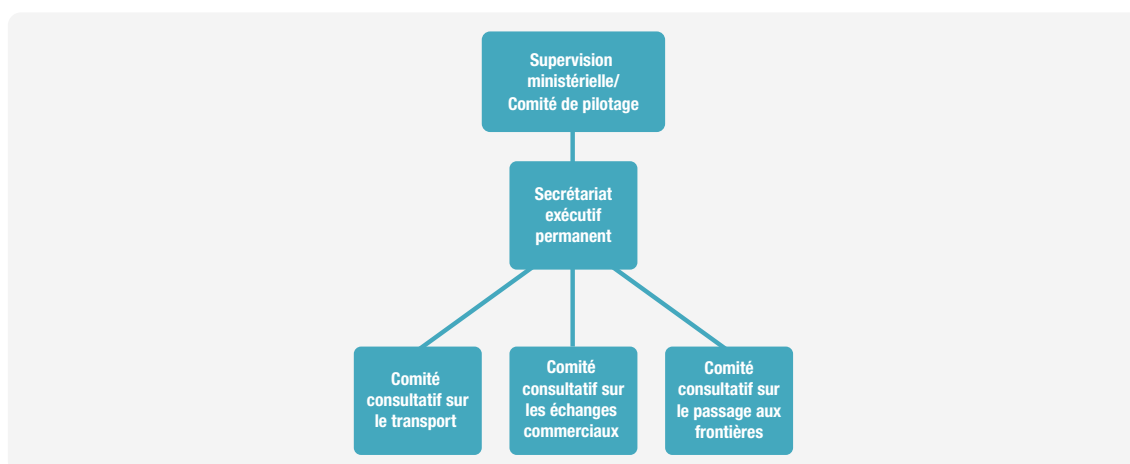 Supervision
ministérielle/
Comité de pilotage
Secrétariat
exécutif
permanent
Comité
consultatif sur
le transport
Comité
consultatif sur
les échanges
commerciaux
Comité
consultatif sur
le passage aux
frontières